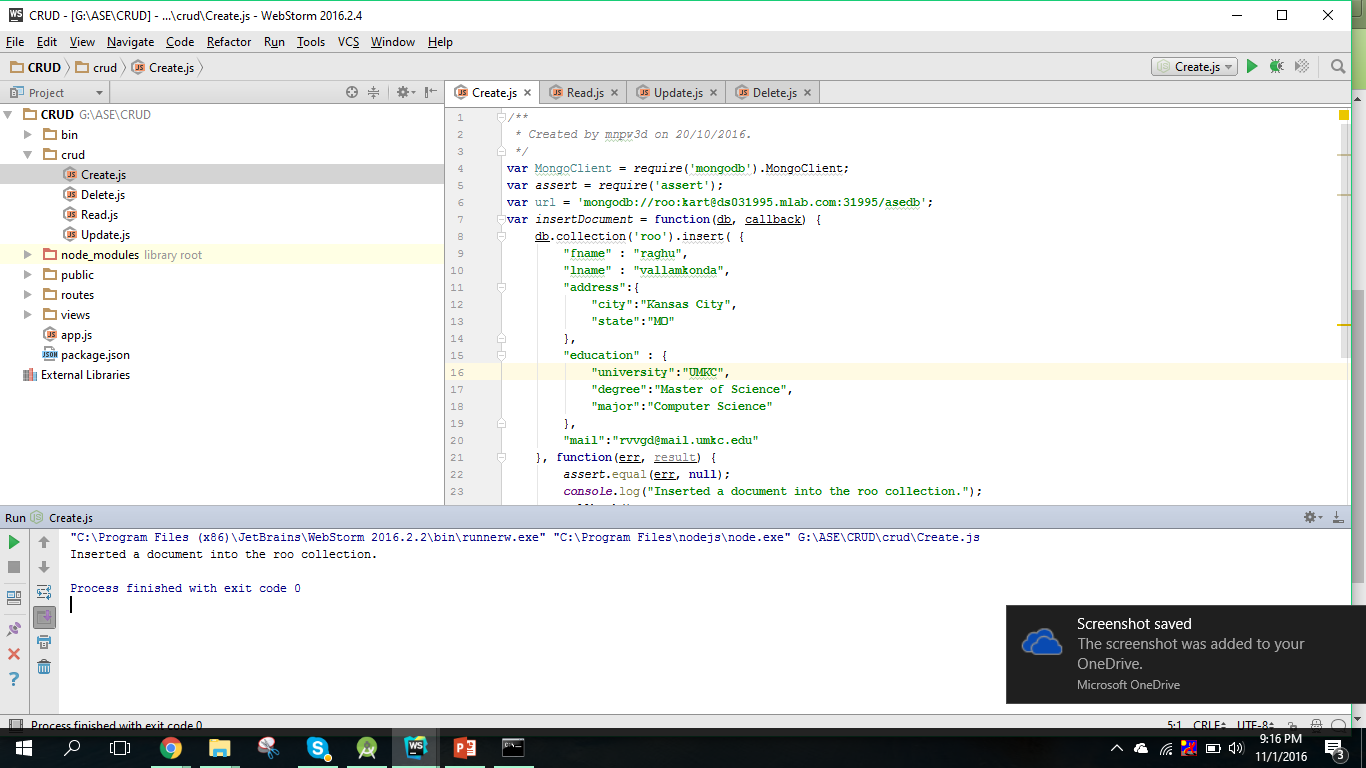 CRUD - [G:\ASE\CRUD] - ...\crud\Create.js - WebStorm 2016.2.4
File Edit View Navigate Code Refactor Run Tools VCS Window Help
CRUD crud Create.js
Create.js
Project
Create.js Read.js Update.js Delete.js
CRUD G:\ASE\CRUD
bin
crud
Create.js
Delete.js
Read.js
Update.js
node_modules library root
public
routes
views
app.js
package.json
External Libraries
1 /**
2 * Created by mnpw3d on 20/10/2016.
3 */
4 var MongoClient = require('mongodb').MongoClient;
5 var assert = require('assert');
6 var url = 'mongodb://roo:kart@ds031995.mlab.com:31995/asedb';
7 var insertDocument = function(db, callback) {
8 db.collection('roo').insert( {
9 "fname" : "raghu",
10 "lname" : "vallamkonda",
11 "address":{
12 "city":"Kansas City",
13 "state":"MO"
14 },
15 "education" : {
16 "university":"UMKC",
17 "degree":"Master of Science",
18 "major":"Computer Science"
19 },
20 "mail":"rvvgd@mail.umkc.edu"
21 }, function(err, result) {
22 assert.equal(err, null);
23 console.log("Inserted a document into the roo collection.");
Run Create.js
"C:\Program Files (x86)\JetBrains\WebStorm 2016.2.2\bin\runnerw.exe" "C:\Program Files\nodejs\node.exe" G:\ASE\CRUD\crud\Create.js
Inserted a document into the roo collection.
Process finished with exit code 0
Screenshot saved
The screenshot was added to your
OneDrive.
Microsoft OneDrive
Process finished with exit code 0
5:1 CRLF UTF-8
9:16 PM
11/1/2016
3